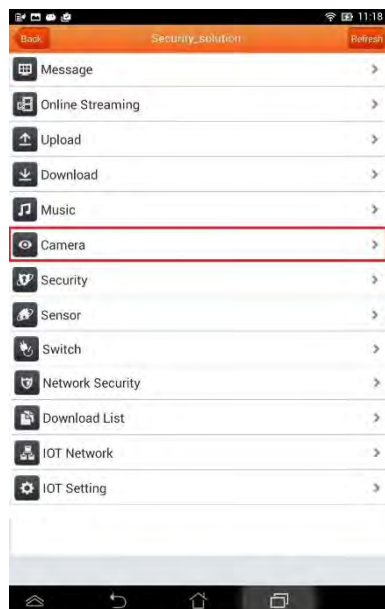 11:18
Back
Security_solution
Refresh
Message
Online Streaming
Upload
Download
Music
Camera
Security
Sensor
Switch
Network Security
Download List
IOT Network
IOT Setting